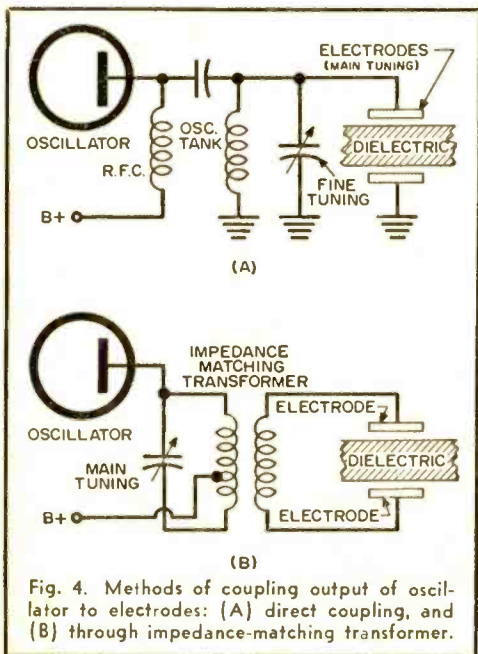 ELECTRODES
(MAIN TUNING)
OSCILLATOR
OSC.
TANK
R.F.C.
DIELECTRIC
FINE
TUNING
B+
(A)
IMPEDANCE
MATCHING
TRANSFORMER
ELECTRODE
OSCILLATOR
MAIN
TUNING
DIELECTRIC
B+
ELECTRODE
(B)
Fig. 4. Methods of coupling output of oscil-
lator to electrodes: (A) direct coupling, and
(B) through impedance-matching transformer.